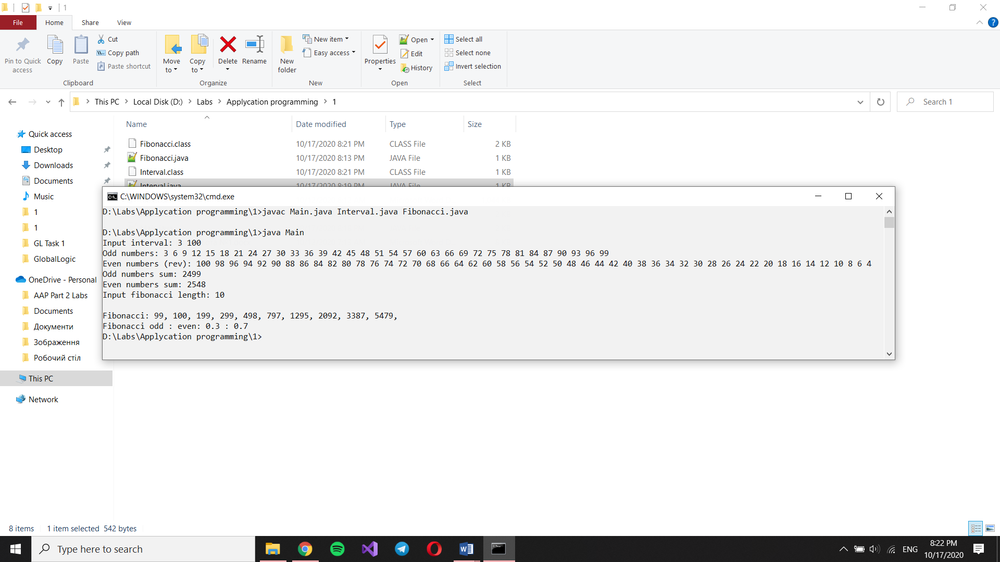 1
File
Home
Share
View
Pin to Quick access
Copy
Paste
Cut
Copy path
Paste shortcut
Clipboard
Move to
Copy to
Delete
Rename
Organize
New folder
New item
Easy access
New
Properties
Open
Edit
History
Open
Select all
Select none
Invert selection
Select
This PC > Local Disk (D:) > Labs > Applycation programming > 1
Search 1
Name Date modified Type Size
Fibonacci.class 10/17/2020 8:21 PM CLASS File 2 KB
Fibonacci.java 10/17/2020 8:13 PM JAVA File 1 KB
Interval.class 10/17/2020 8:21 PM CLASS File 1 KB
Interval.java 10/17/2020 8:19 PM JAVA File 1 KB
Quick access
Desktop
Downloads
Documents
Music
1
1
GL Task 1
GlobalLogic
OneDrive - Personal
AAP Part 2 Labs
Documents
Документи
Зображення
Робочий стіл
This PC
Network
C:\WINDOWS\system32\cmd.exe
D:\Labs\Applycation programming\1>javac Main.java Interval.java Fibonacci.java
D:\Labs\Applycation programming\1>java Main
Input interval: 3 100
Odd numbers: 3 6 9 12 15 18 21 24 27 30 33 36 39 42 45 48 51 54 57 60 63 66 69 72 75 78 81 84 87 90 93 96 99
Even numbers (rev): 100 98 96 94 92 90 88 86 84 82 80 78 76 74 72 70 68 66 64 62 60 58 56 54 52 50 48 46 44 42 40 38 36 34 32 30 28 26 24 22 20 18 16 14 12 10 8 6 4
Odd numbers sum: 2499
Even numbers sum: 2548
Input fibonacci length: 10
Fibonacci: 99, 100, 199, 299, 498, 797, 1295, 2092, 3387, 5479,
Fibonacci odd : even: 0.3 : 0.7
D:\Labs\Applycation programming\1>
8 items 1 item selected 542 bytes
Type here to search
ENG
8:22 PM
10/17/2020